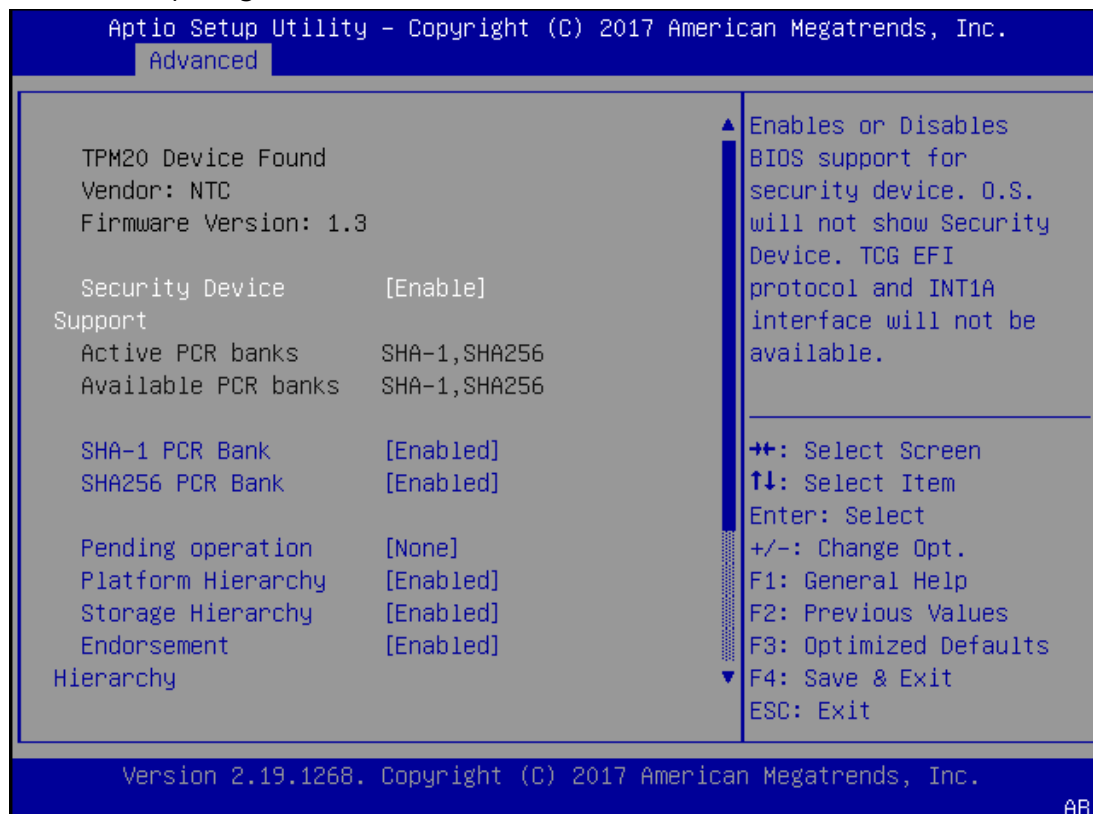 Aptio Setup Utility – Copyright (C) 2017 American Megatrends, Inc.
Advanced
TPM20 Device Found
Vendor: NTC
Firmware Version: 1.3
Security Device [Enable]
Support
Active PCR banks SHA-1,SHA256
Available PCR banks SHA-1,SHA256
SHA-1 PCR Bank [Enabled]
SHA256 PCR Bank [Enabled]
Pending operation [None]
Platform Hierarchy [Enabled]
Storage Hierarchy [Enabled]
Endorsement [Enabled]
Hierarchy
Enables or Disables
BIOS support for
security device. O.S.
will not show Security
Device. TCG EFI
protocol and INT1A
interface will not be
available.
→←: Select Screen
↑↓: Select Item
Enter: Select
+/-: Change Opt.
F1: General Help
F2: Previous Values
F3: Optimized Defaults
F4: Save & Exit
ESC: Exit
Version 2.19.1268. Copyright (C) 2017 American Megatrends, Inc.
AB